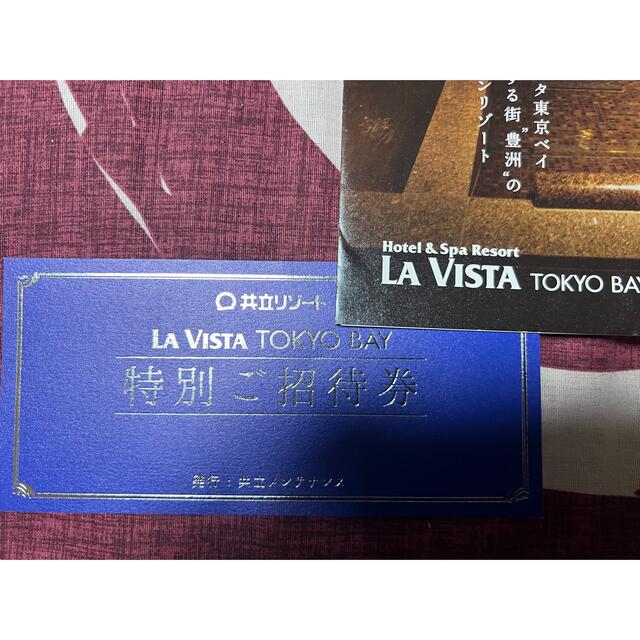 タ東京ベイ
する街"豊洲"の
ンリゾート
Hotel & Spa Resort
LA VISTA TOKYO BAY
共立リゾート
LA VISTA TOKYO BAY
特別ご招待券
発行：共立メンテナンス